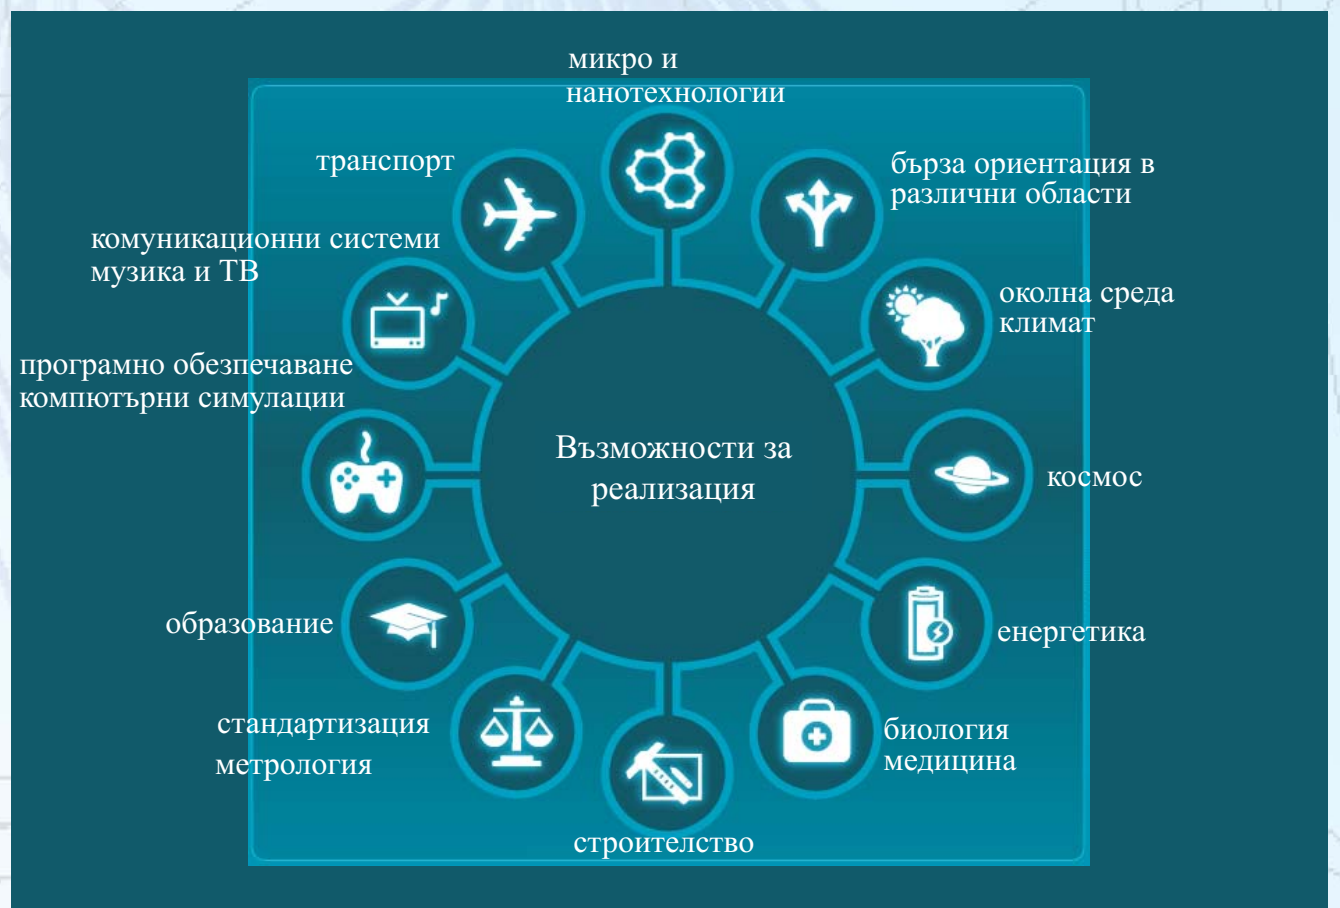 микро и
нанотехнологии
бърза ориентация в
различни области
околна среда
климат
космос
енергетика
биология
медицина
строителство
стандартизация
метрология
образование
програмно обезпечаване
компютърни симулации
комуникационни системи
музика и ТВ
транспорт
Възможности за
реализация